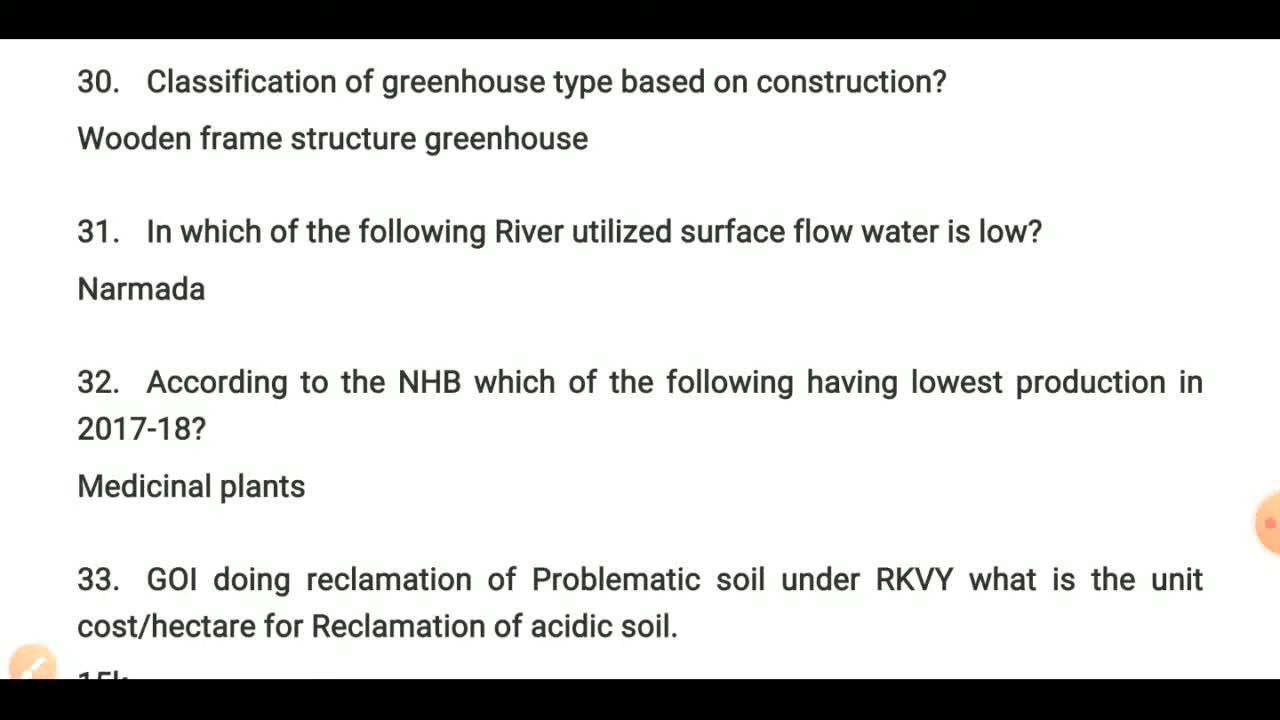 30. Classification of greenhouse type based on construction?
Wooden frame structure greenhouse
31. In which of the following River utilized surface flow water is low?
Narmada
32. According to the NHB which of the following having lowest production in
2017-18?
Medicinal plants
33. GOI doing reclamation of Problematic soil under RKVY what is the unit
cost/hectare for Reclamation of acidic soil.